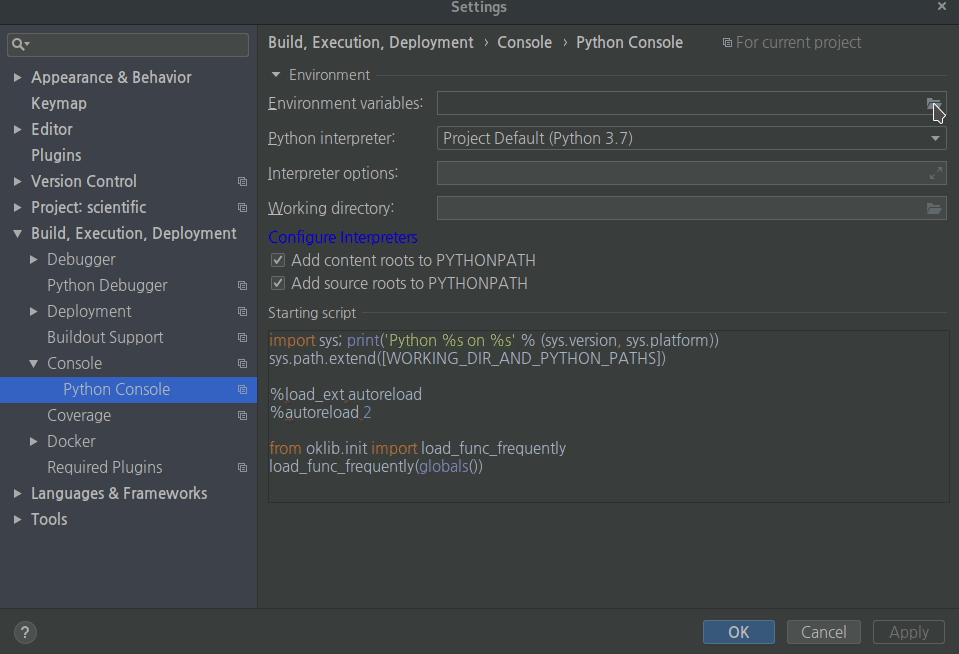 Settings
Build, Execution, Deployment › Console › Python Console For current project
Appearance & Behavior
Keymap
Editor
Plugins
Version Control
Project: scientific
Build, Execution, Deployment
Debugger
Python Debugger
Deployment
Buildout Support
Console
Python Console
Coverage
Docker
Required Plugins
Languages & Frameworks
Tools
Environment
Environment variables:
Python interpreter: Project Default (Python 3.7)
Interpreter options:
Working directory:
Configure Interpreters
Add content roots to PYTHONPATH
Add source roots to PYTHONPATH
Starting script
import sys; print('Python %s on %s' % (sys.version, sys.platform))
sys.path.extend([WORKING_DIR_AND_PYTHON_PATHS])
%load_ext autoreload
%autoreload 2
from oklib.init import load_func_frequently
load_func_frequently(globals())
? OK Cancel Apply